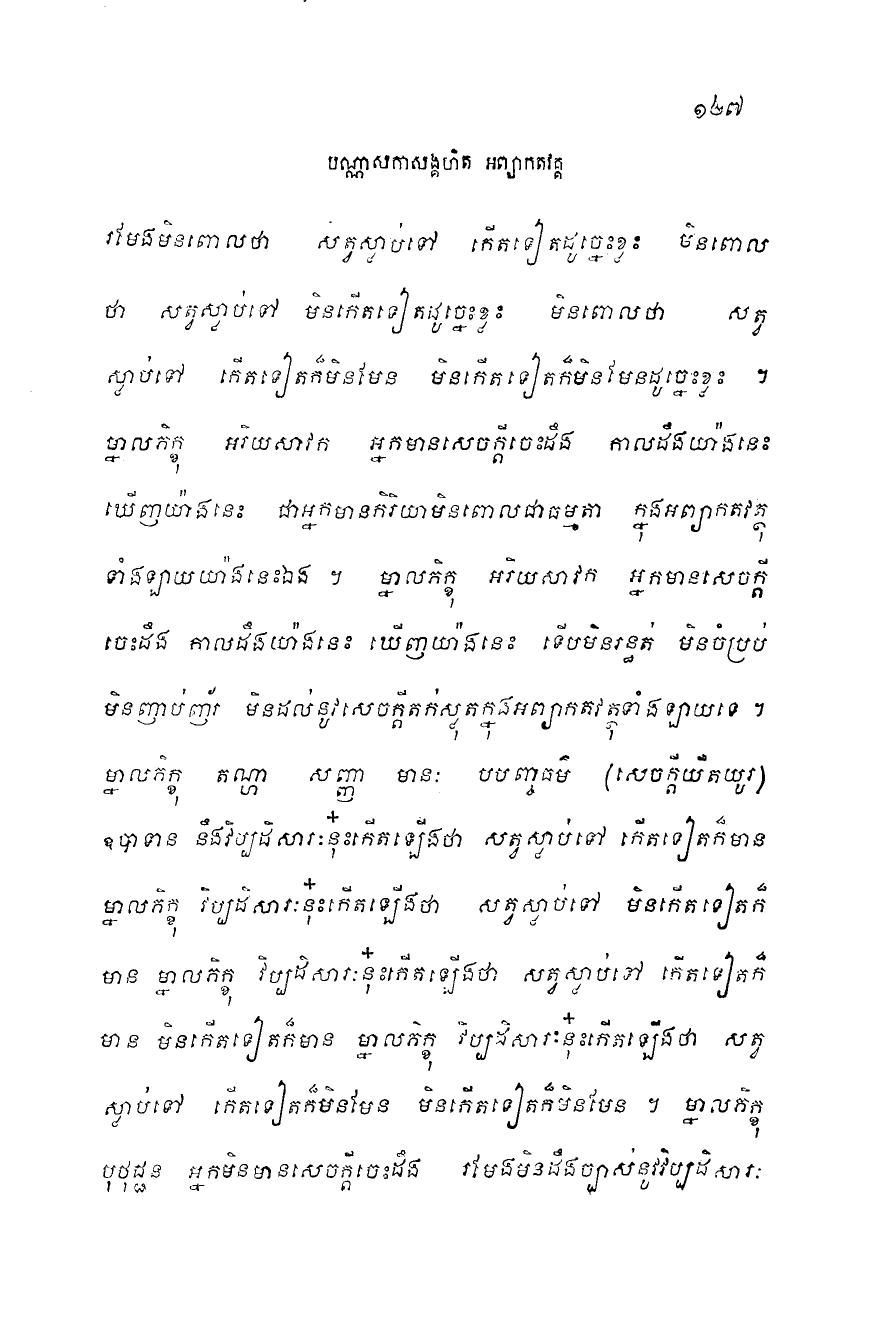 ១២៧
បណ្ណាសកាសង្គហិត អព្យាកតវគ្គ
រមែងមិនពោលថា សត្វស្លាប់ទៅ កើតទៀតដូច្នេះខ្លះ មិនពោល
ថា សត្វស្លាប់ទៅ មិនកើតទៀតដូច្នេះខ្លះ មិនពោលថា សត្វ
ស្លាប់ទៅ កើតទៀតក៏មិនមែន មិនកើតទៀតក៏មិនមែនដូច្នេះខ្លះ ។
ម្នាលភិក្ខុ អរិយសាវក អ្នកមានសេចក្តីចេះដឹង កាលដឹងយ៉ាងនេះ
ឃើញយ៉ាងនេះ ជាអ្នកមានកិរិយាមិនពោលជាធម្មតា ក្នុងអព្យាកតវត្ថុ
ទាំងឡាយយ៉ាងនេះឯង ។ ម្នាលភិក្ខុ អរិយសាវក អ្នកមានសេចក្តី
ចេះដឹង កាលដឹងយ៉ាងនេះ ឃើញយ៉ាងនេះ ទើបមិនរន្ធត់ មិនចំប្រប់
មិនញាប់ញ័រ មិនដល់នូវសេចក្តីតក់ស្លុតក្នុងអព្យាកតវត្ថុទាំងឡាយទេ ។
ម្នាលភិក្ខុ តណ្ហា សញ្ញា មានៈ បបញ្ចធម៌ (សេចក្តីយឺតយូរ)
ឧបាទាន នឹងវិប្បដិសារៈ+នុ៎ះកើតឡើងថា សត្វស្លាប់ទៅ កើតទៀតក៏មាន
ម្នាលភិក្ខុ វិប្បដិសារៈ+នុ៎ះកើតឡើងថា សត្វស្លាប់ទៅ មិនកើតទៀតក៏
មាន ម្នាលភិក្ខុ វិប្បដិសារៈ+នុ៎ះកើតឡើងថា សត្វស្លាប់ទៅ កើតទៀតក៏
មាន មិនកើតទៀតក៏មាន ម្នាលភិក្ខុ វិប្បដិសារៈ+នុ៎ះកើតឡើងថា សត្វ
ស្លាប់ទៅ កើតទៀតក៏មិនមែន មិនកើតទៀតក៏មិនមែន ។ ម្នាលភិក្ខុ
បុថុជ្ជន អ្នកមិនមានសេចក្តីចេះដឹង រមែងមិនដឹងច្បាស់នូវវិប្បដិសារៈ